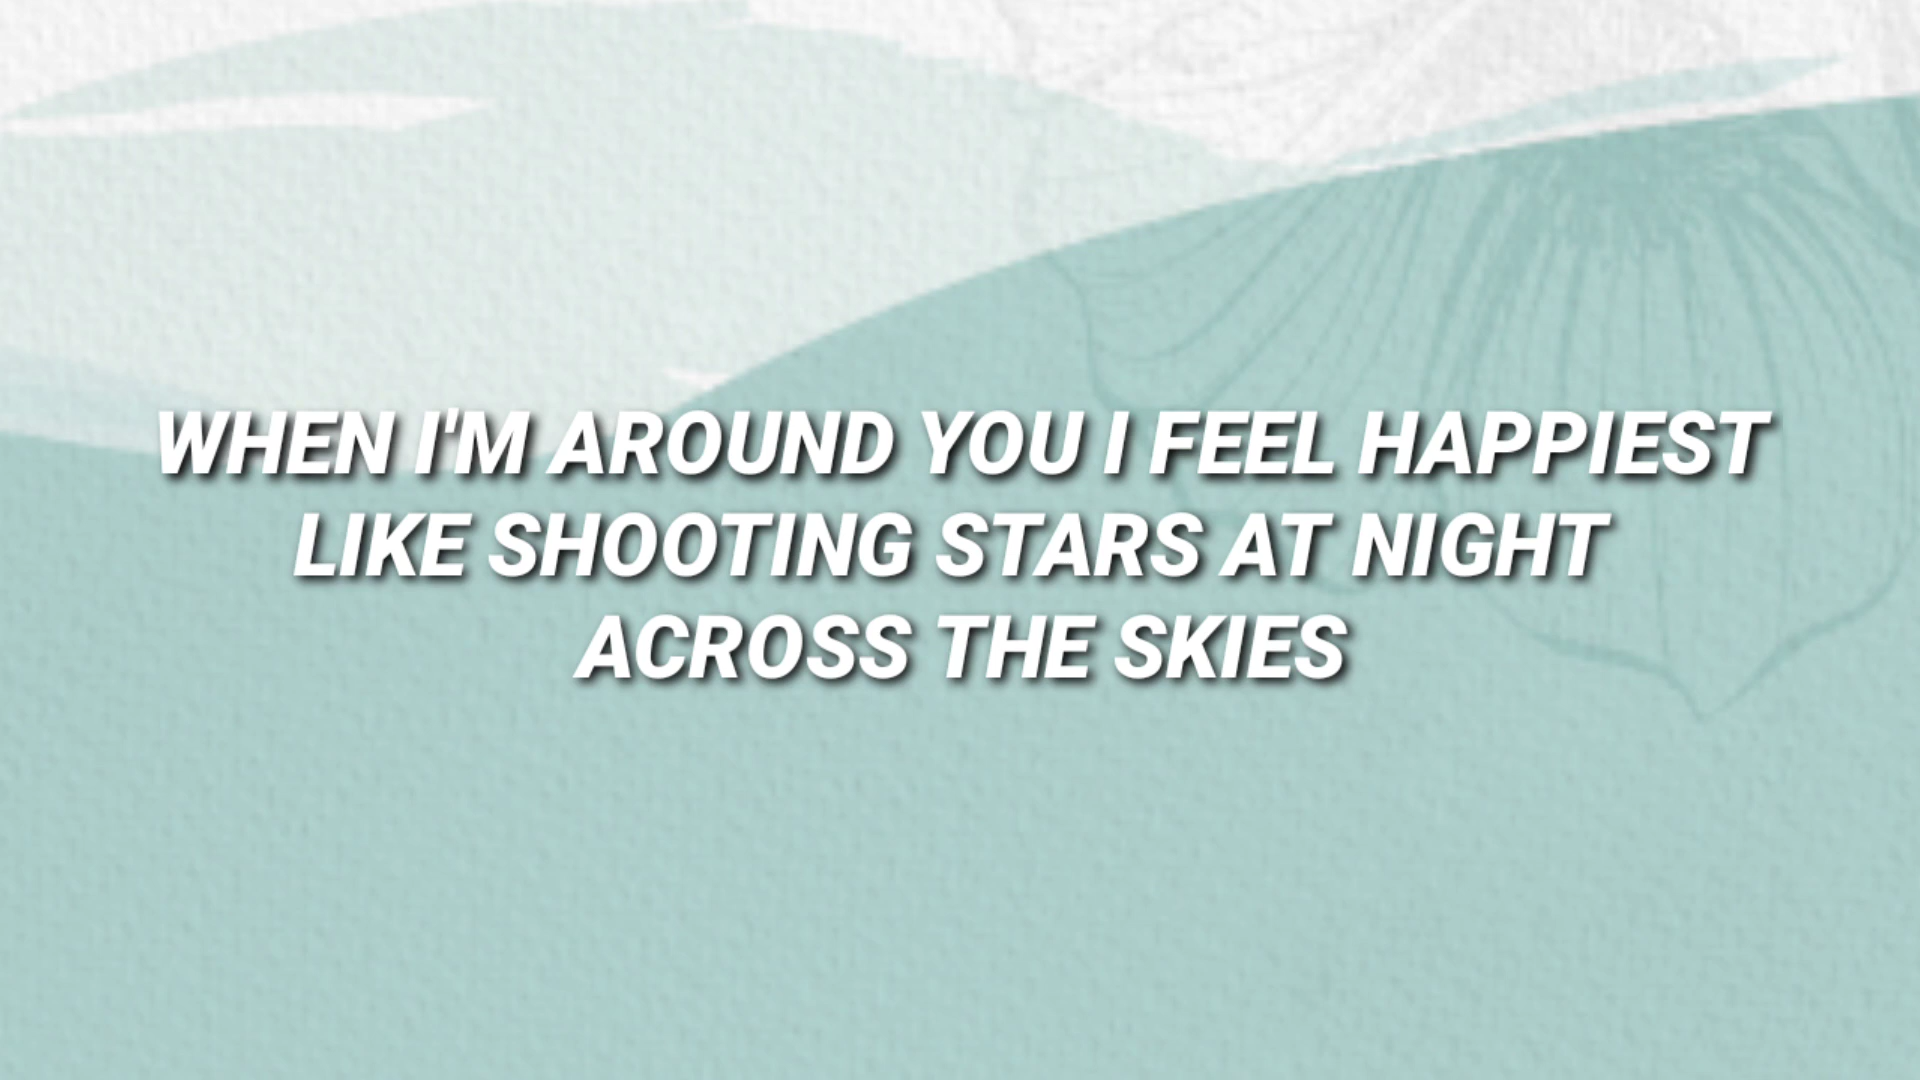 WHEN I'M AROUND YOU I FEEL HAPPIEST
LIKE SHOOTING STARS AT NIGHT
ACROSS THE SKIES